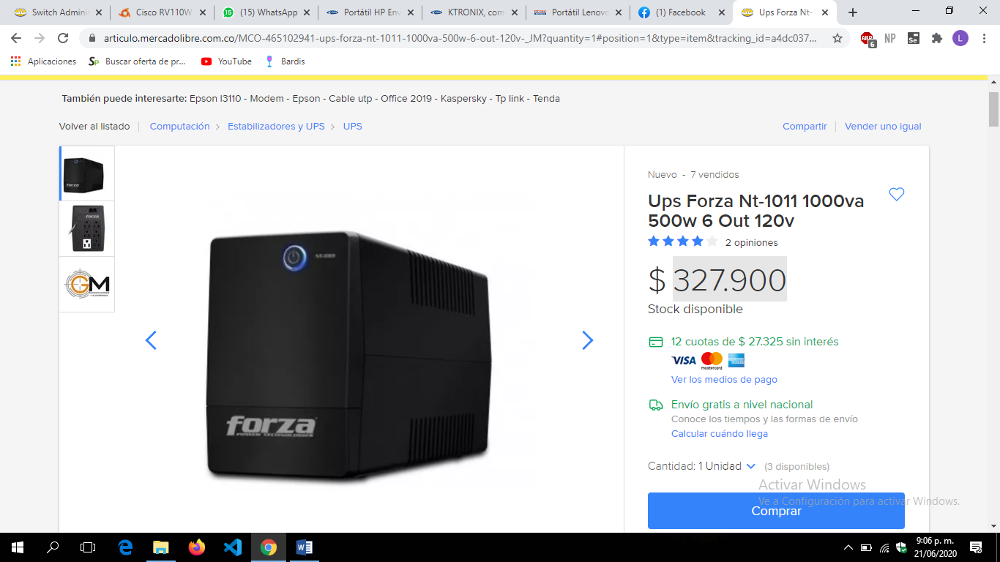 Switch Adminis
Cisco RV110W
(15) WhatsApp
Portátil HP Env
KTRONIX, com
Portátil Lenovo
(1) Facebook
Ups Forza Nt-
articulo.mercadolibre.com.co/MCO-465102941-ups-forza-nt-1011-1000va-500w-6-out-120v-_JM?quantity=1#position=1&type=item&tracking_id=a4dc037...
ABP
6
NP
Se
L
Aplicaciones
Sp Buscar oferta de pr...
YouTube
Bardis
También puede interesarte: Epson l3110 - Modem - Epson - Cable utp - Office 2019 - Kaspersky - Tp link - Tenda
Volver al listado
Computación > Estabilizadores y UPS > UPS
Compartir
Vender uno igual
forza
FORZA
GM
forza
POWER TECHNOLOGIES
Nuevo - 7 vendidos
Ups Forza Nt-1011 1000va
500w 6 Out 120v
2 opiniones
$ 327.900
Stock disponible
12 cuotas de $ 27.325 sin interés
VISA mastercard
Ver los medios de pago
Envío gratis a nivel nacional
Conoce los tiempos y las formas de envío
Calcular cuándo llega
Cantidad: 1 Unidad (3 disponibles)
Activar Windows
Ve a Configuración para activar Windows.
Comprar
9:06 p. m.
21/06/2020